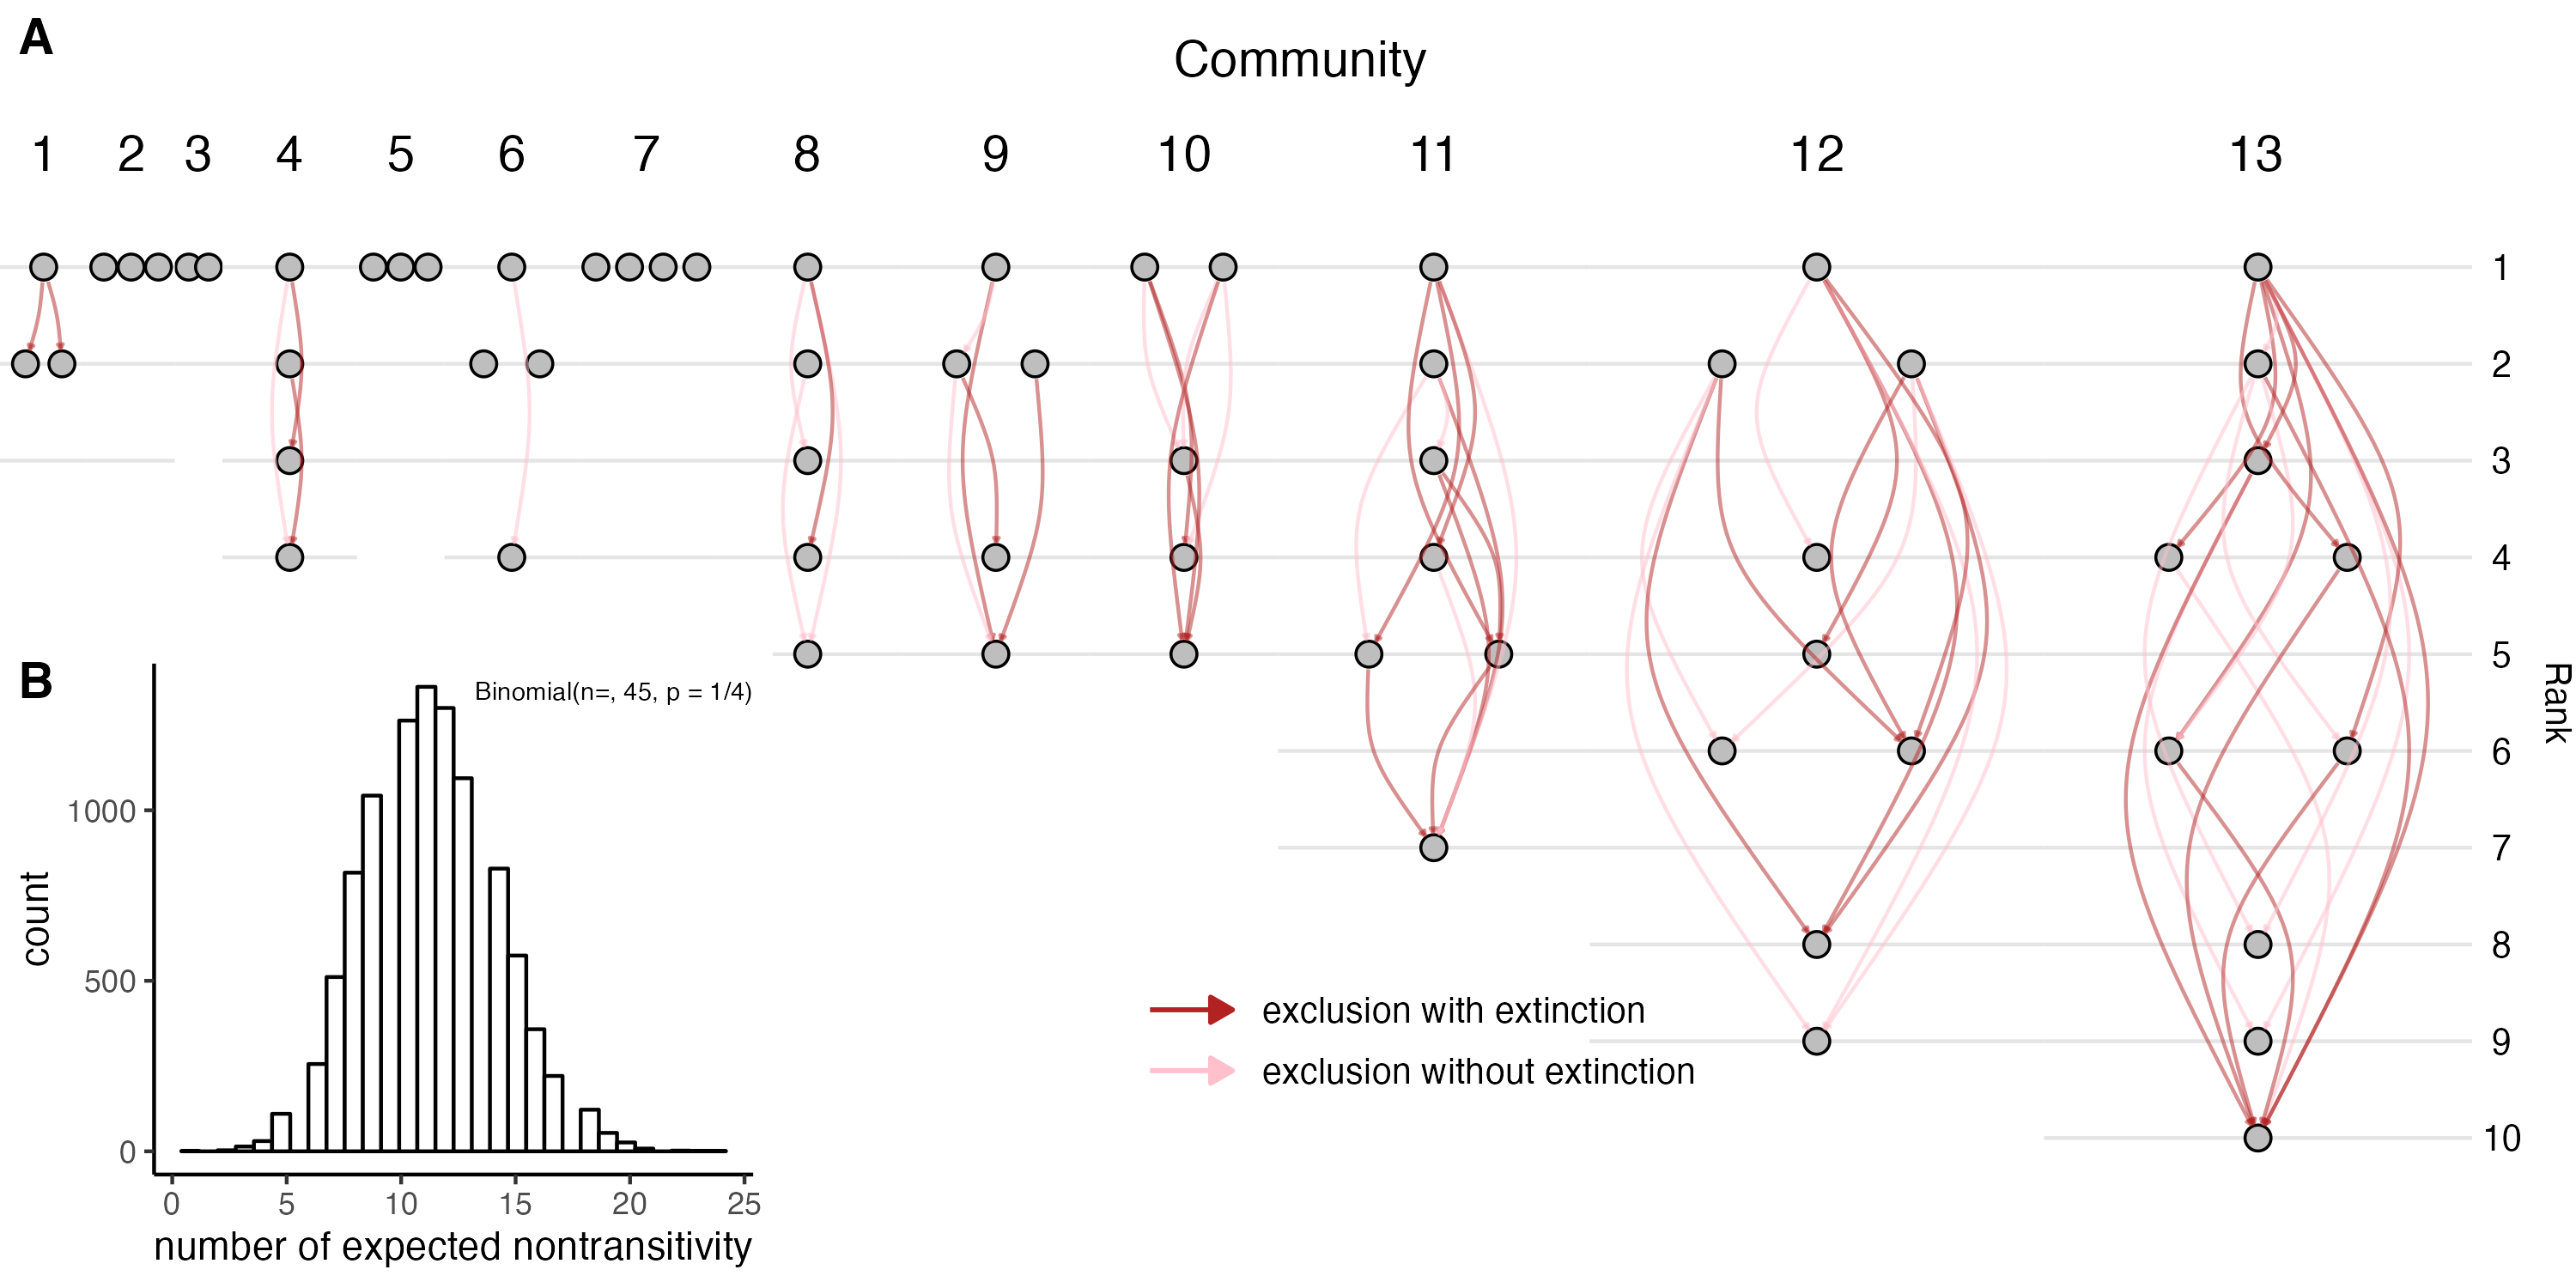 A
Community
1 2 3 4 5 6 7 8 9 10 11 12 13
1
2
3
4
5
6
7
8
9
10
Rank
B
Binomial(n=, 45, p = 1/4)
1000
500
0
count
0 5 10 15 20 25
number of expected nontransitivity
exclusion with extinction
exclusion without extinction